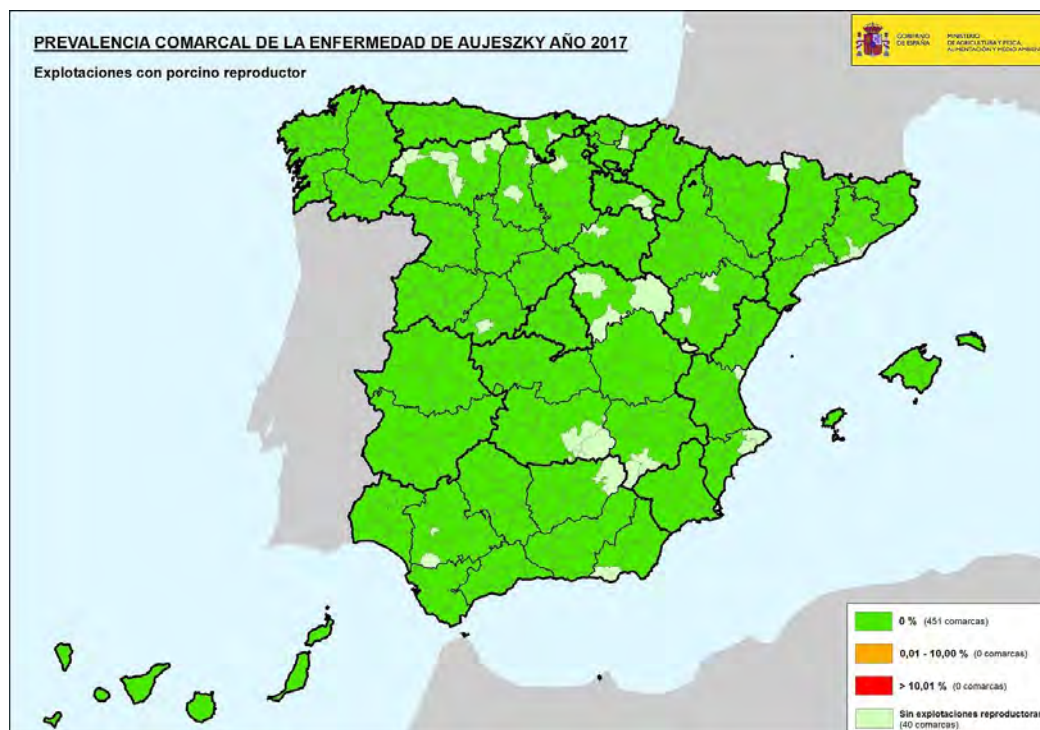 PREVALENCIA COMARCAL DE LA ENFERMEDAD DE AUJESZKY AÑO 2017
Explotaciones con porcino reproductor
GOBIERNO
DE ESPAÑA
MINISTERIO
DE AGRICULTURA Y PESCA,
ALIMENTACIÓN Y MEDIO AMBIENTE
0 % (451 comarcas)
0,01 - 10,00 % (0 comarcas)
> 10,01 % (0 comarcas)
Sin explotaciones reproductoras
(40 comarcas)